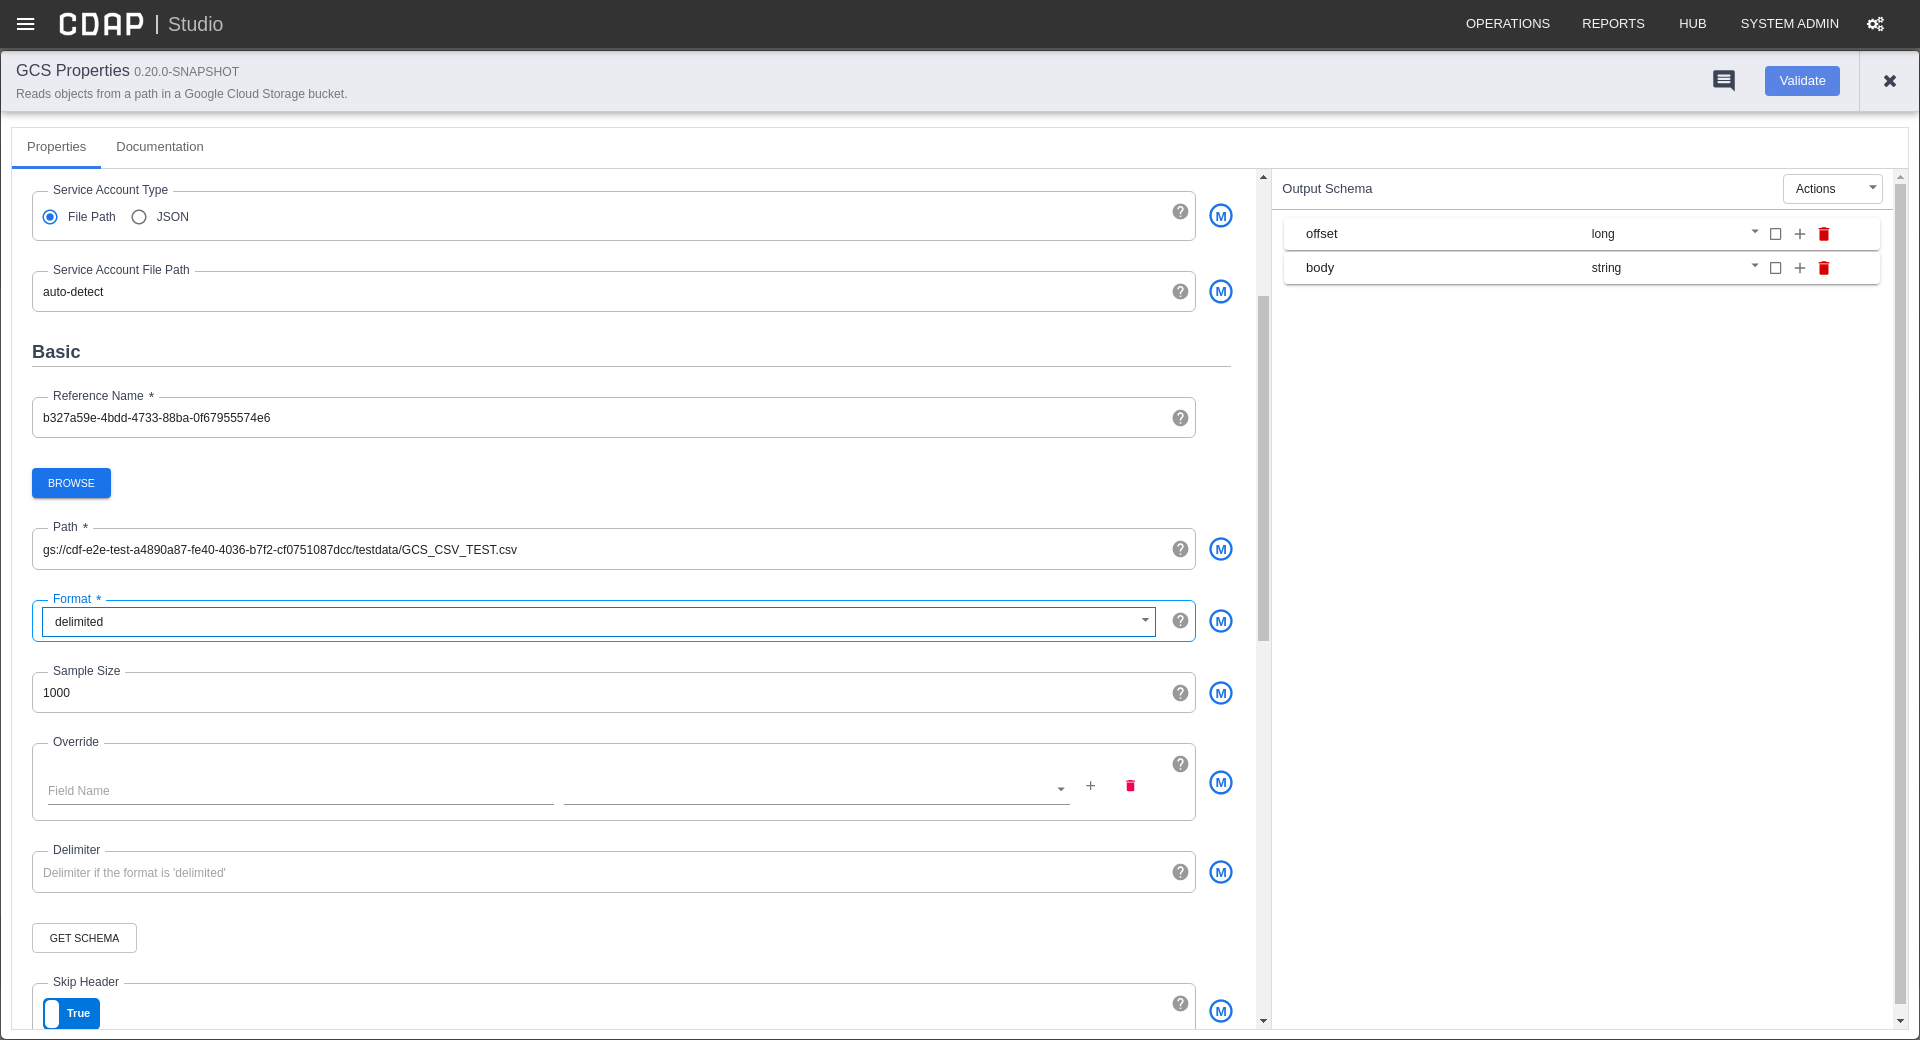 CDAP | Studio OPERATIONS REPORTS HUB SYSTEM ADMIN
GCS Properties 0.20.0-SNAPSHOT
Reads objects from a path in a Google Cloud Storage bucket.
Validate
Properties Documentation
Service Account Type
File Path JSON
? M
Service Account File Path
auto-detect
? M
Basic
Reference Name *
b327a59e-4bdd-4733-88ba-0f67955574e6
?
BROWSE
Path *
gs://cdf-e2e-test-a4890a87-fe40-4036-b7f2-cf0751087dcc/testdata/GCS_CSV_TEST.csv
? M
Format *
delimited
? M
Sample Size
1000
? M
Override
Field Name
? M
Delimiter
Delimiter if the format is 'delimited'
? M
GET SCHEMA
Skip Header
True
? M
Output Schema Actions
offset long
body string